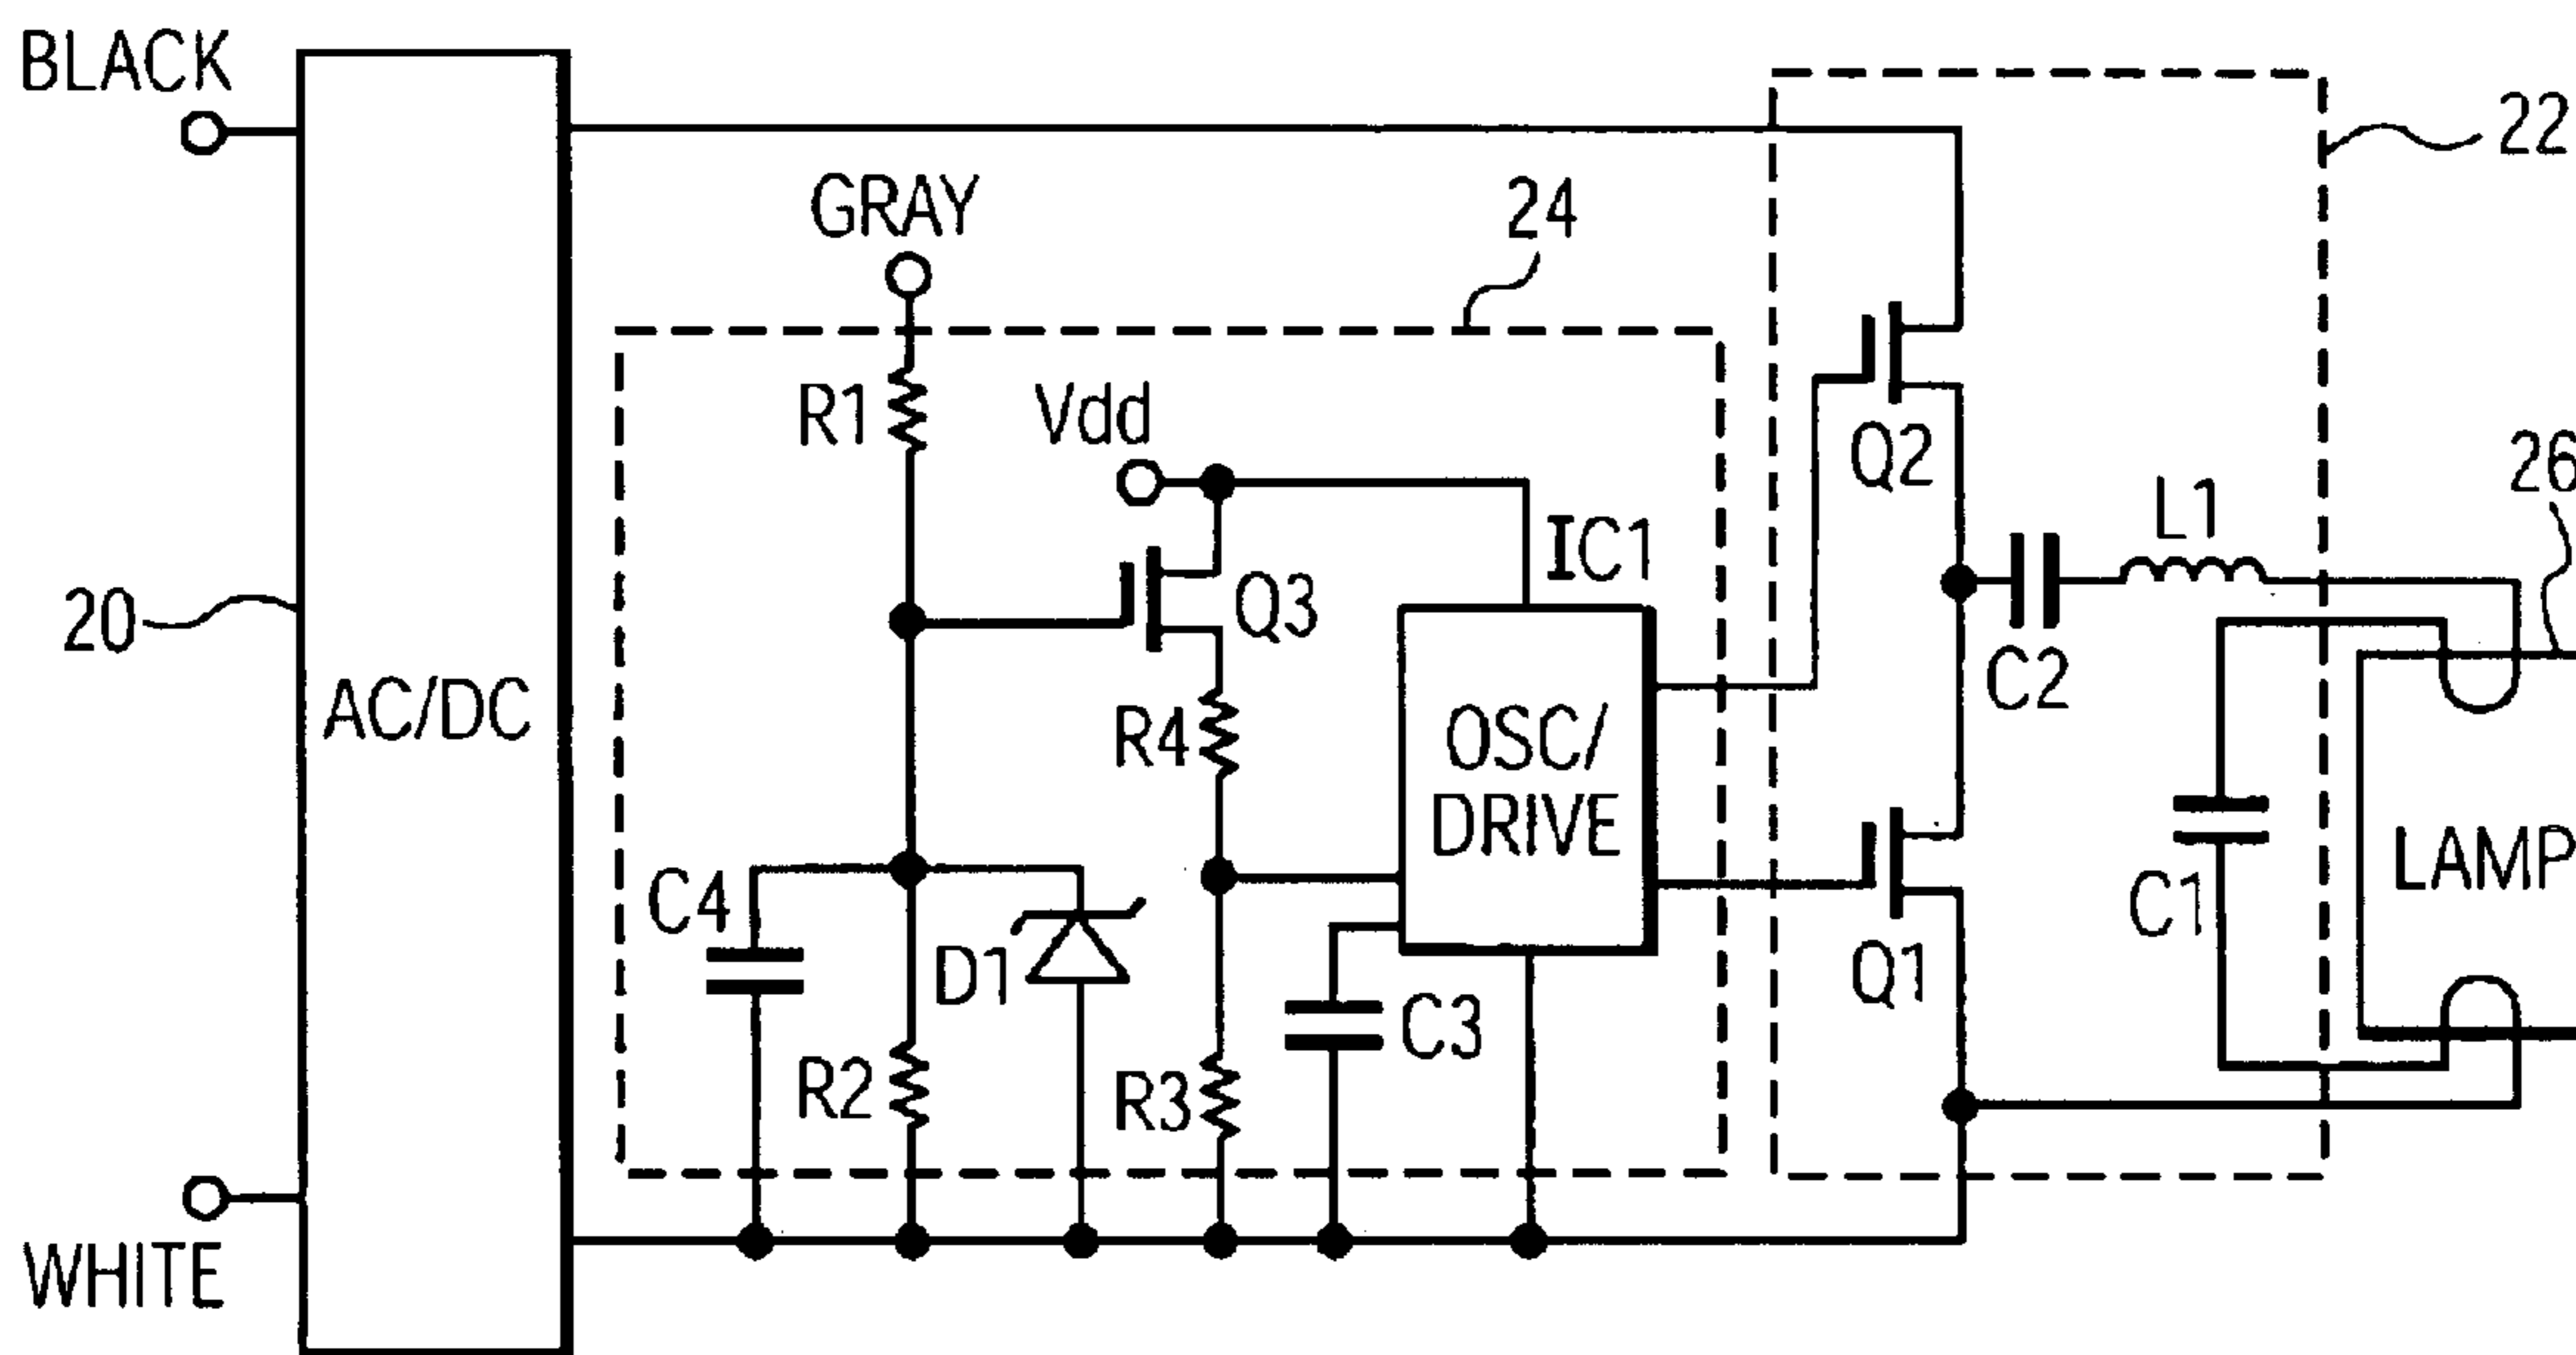 BLACK
22
GRAY
24
R1
Vdd
Q2
26
L1
IC1
20
Q3
C2
AC/DC
R4
OSC/
DRIVE
LAMP
C4
C1
D1
Q1
C3
R2
R3
WHITE